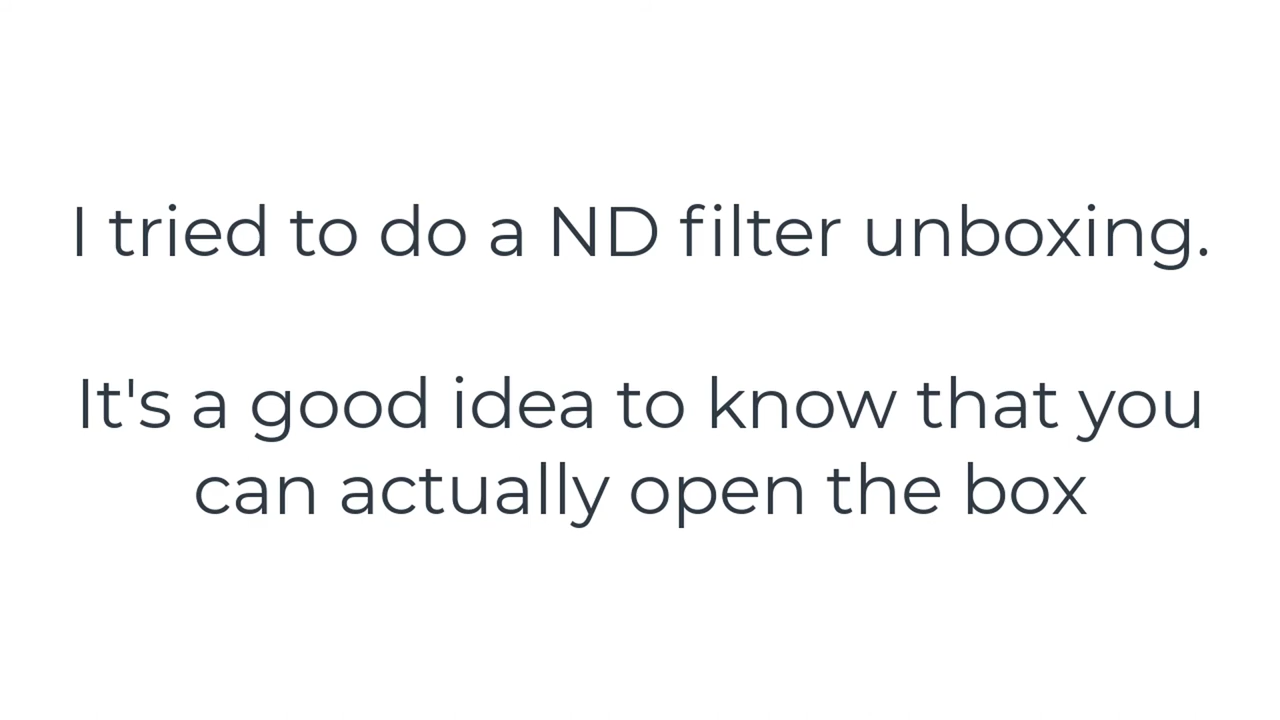 I tried to do a ND filter unboxing.
It's a good idea to know that you
can actually open the box